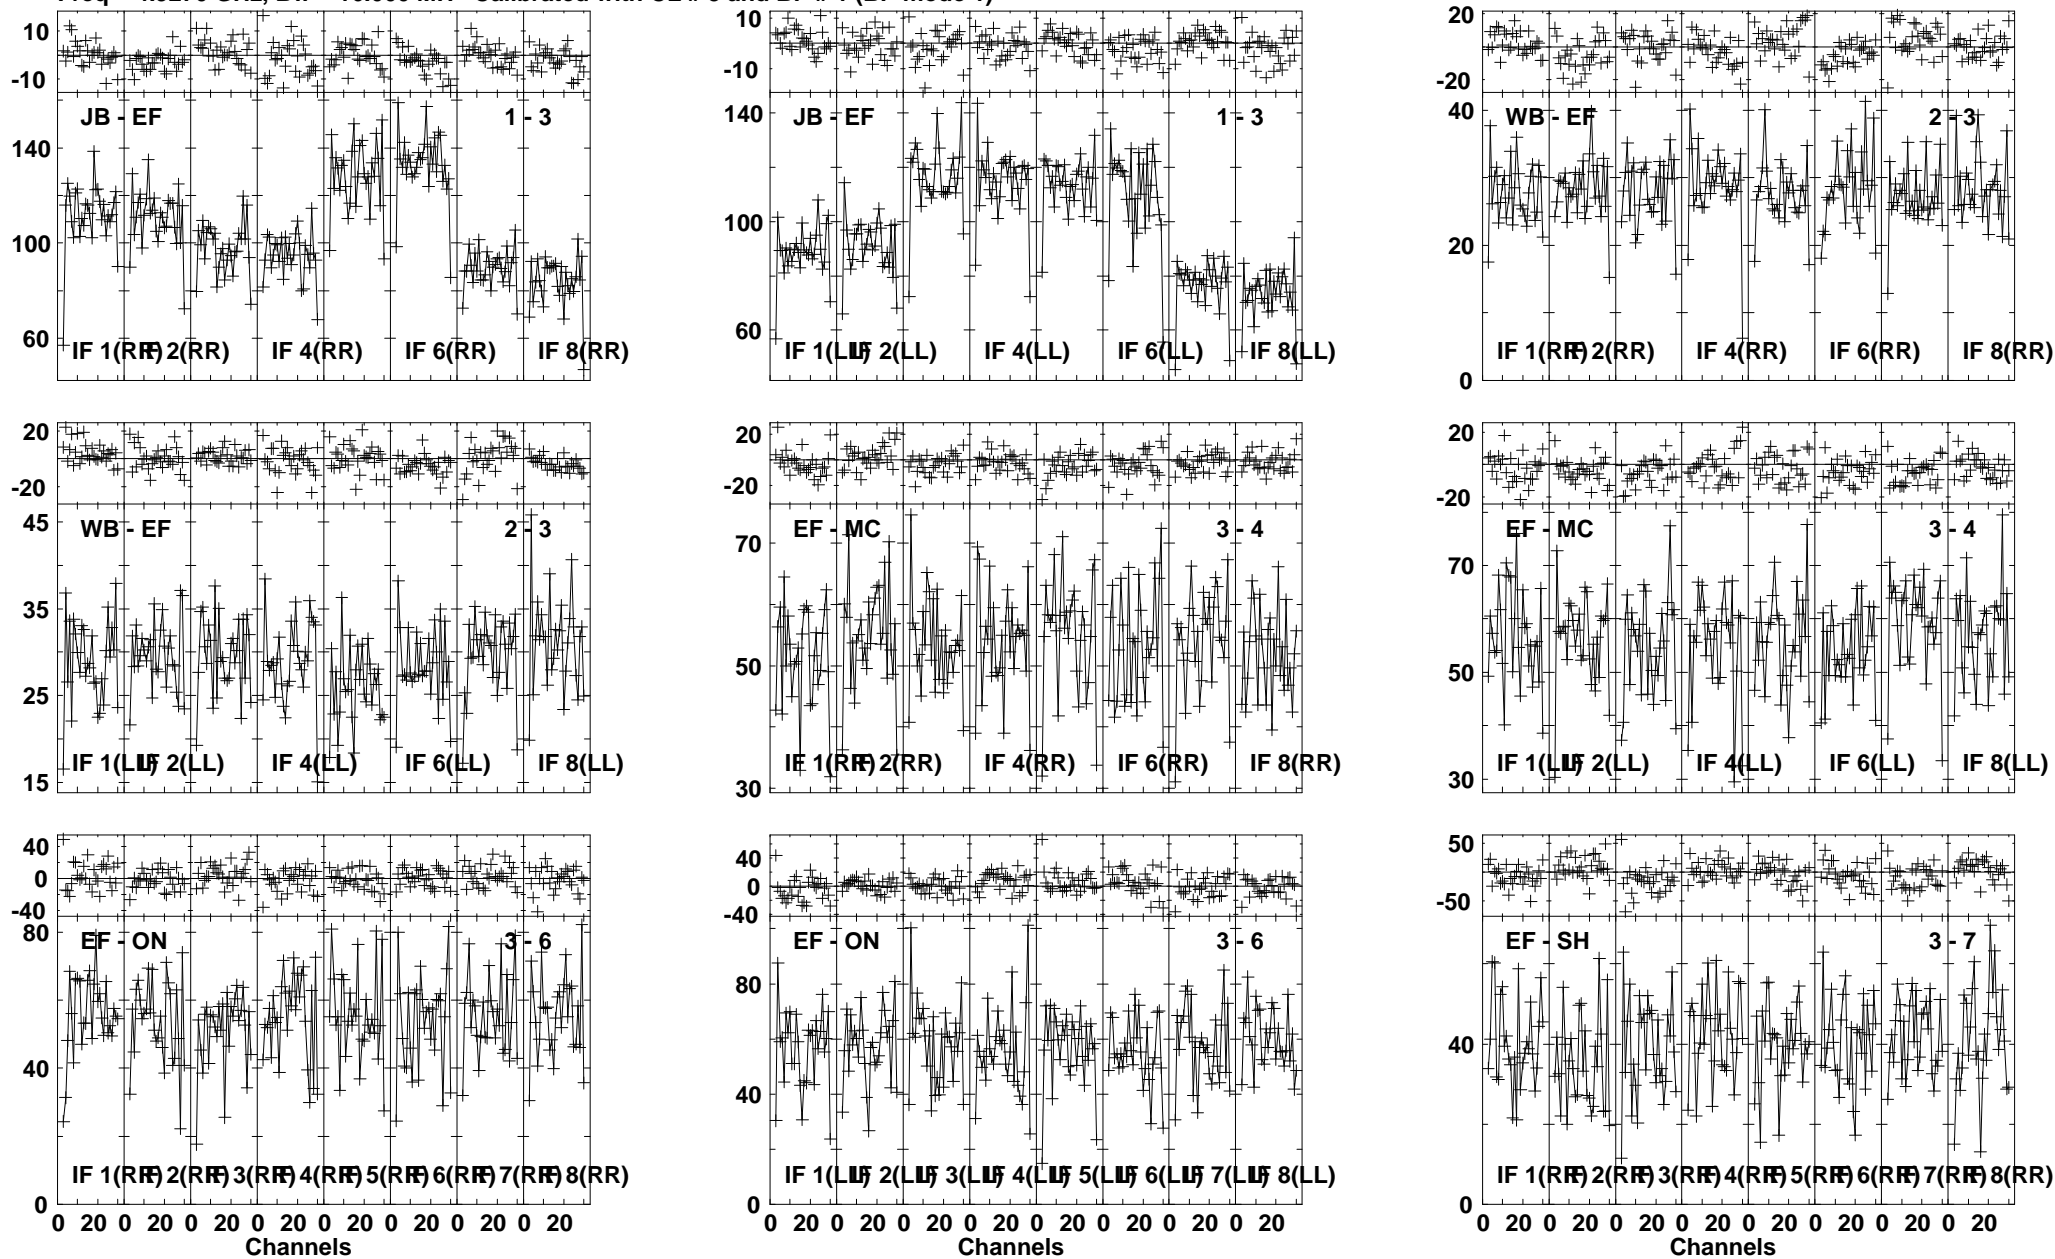 10 10 20
-10 -10 -20
JB - EF 1 - 3 JB - EF 1 - 3 WB - EF 2 - 3
140 140 40
100 100 20
60 60 0
IF 1(RR) IF 2(RR) IF 4(RR) IF 6(RR) IF 8(RR) IF 1(LL) IF 2(LL) IF 4(LL) IF 6(LL) IF 8(LL) IF 1(RR) IF 2(RR) IF 4(RR) IF 6(RR) IF 8(RR)
20 20 20
-20 -20 -20
WB - EF 2 - 3 EF - MC 3 - 4 EF - MC 3 - 4
45 70 70
35 50 50
25 30 30
15
IF 1(LL) IF 2(LL) IF 4(LL) IF 6(LL) IF 8(LL) IF 1(RR) IF 2(RR) IF 4(RR) IF 6(RR) IF 8(RR) IF 1(LL) IF 2(LL) IF 4(LL) IF 6(LL) IF 8(LL)
40 40 50
0 0
-40 -40 -50
EF - ON 3 - 6 EF - ON 3 - 6 EF - SH 3 - 7
80 80 40
40 40 0
0 0
IF 1(RR) IF 2(RR) IF 3(RR) IF 4(RR) IF 5(RR) IF 6(RR) IF 7(RR) IF 8(RR) IF 1(LL) IF 2(LL) IF 3(LL) IF 4(LL) IF 5(LL) IF 6(LL) IF 7(LL) IF 8(LL) IF 1(RR) IF 2(RR) IF 3(RR) IF 4(RR) IF 5(RR) IF 6(RR) IF 7(RR) IF 8(RR)
0 20 0 20 0 20 0 20 0 20 0 20 0 20 0 20 0 20 0 20 0 20 0 20 0 20 0 20 0 20 0 20 0 20 0 20 0 20 0 20 0 20 0 20 0 20 0 20
Channels Channels Channels